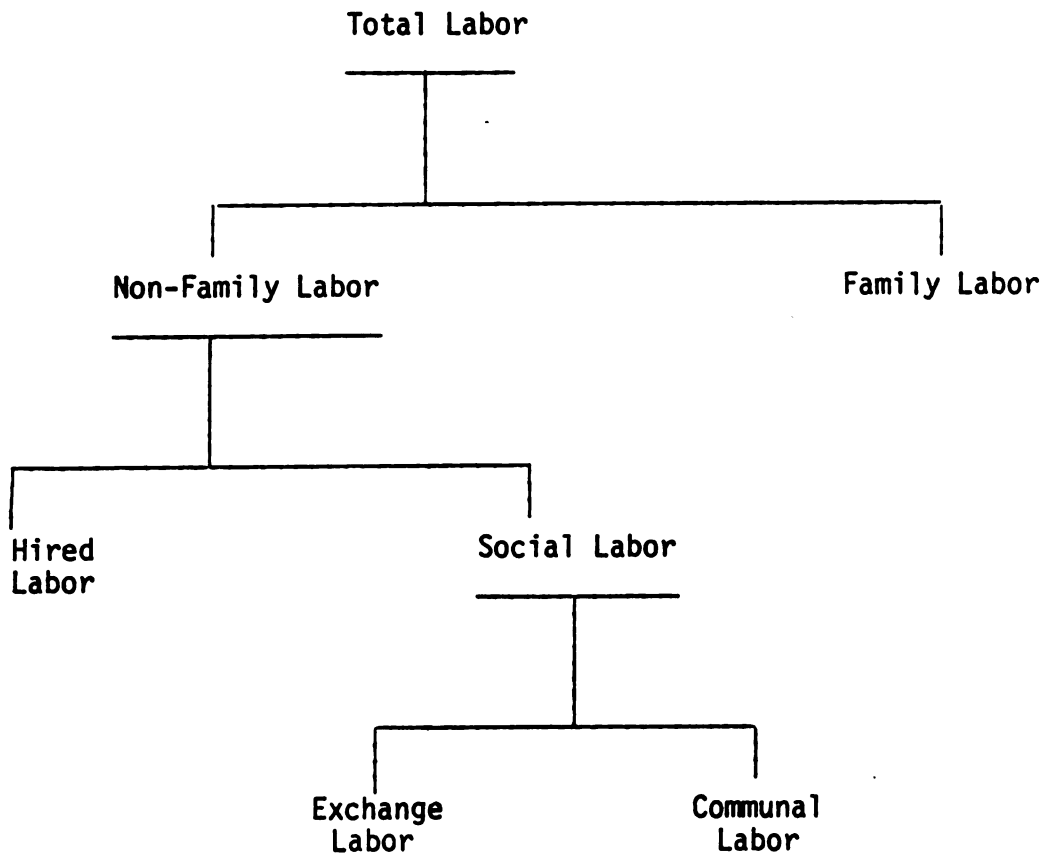 Total Labor
Non-Family Labor
Family Labor
Hired
Labor
Social Labor
Exchange
Labor
Communal
Labor